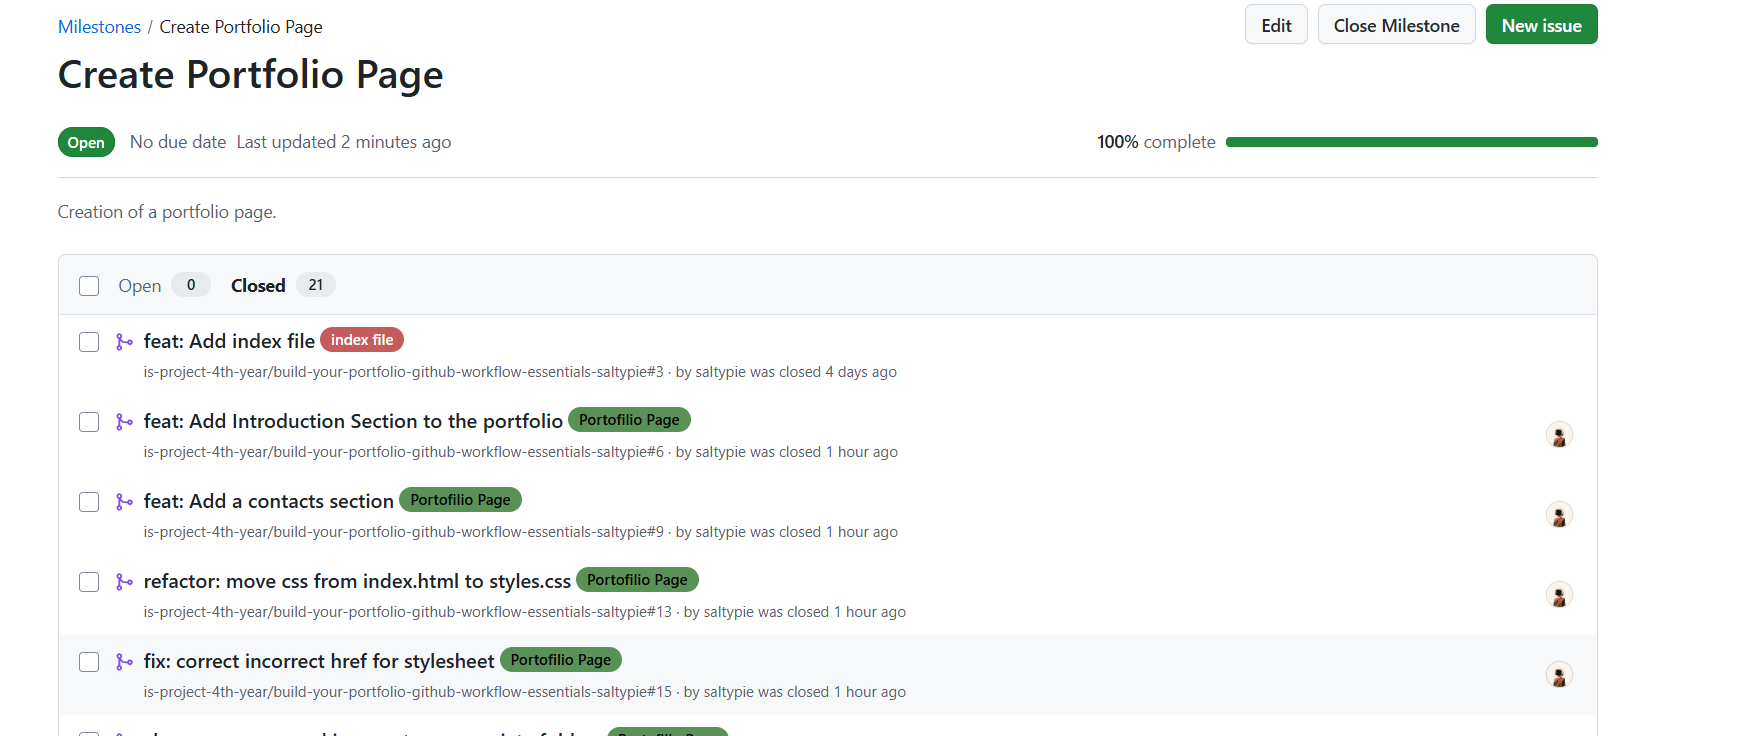 Milestones / Create Portfolio Page
Edit
Close Milestone
New issue
Create Portfolio Page
Open No due date Last updated 2 minutes ago
100% complete
Creation of a portfolio page.
Open 0 Closed 21
feat: Add index file index file
is-project-4th-year/build-your-portfolio-github-workflow-essentials-saltypie#3 · by saltypie was closed 4 days ago
feat: Add Introduction Section to the portfolio Portofilio Page
is-project-4th-year/build-your-portfolio-github-workflow-essentials-saltypie#6 · by saltypie was closed 1 hour ago
feat: Add a contacts section Portofilio Page
is-project-4th-year/build-your-portfolio-github-workflow-essentials-saltypie#9 · by saltypie was closed 1 hour ago
refactor: move css from index.html to styles.css Portofilio Page
is-project-4th-year/build-your-portfolio-github-workflow-essentials-saltypie#13 · by saltypie was closed 1 hour ago
fix: correct incorrect href for stylesheet Portofilio Page
is-project-4th-year/build-your-portfolio-github-workflow-essentials-saltypie#15 · by saltypie was closed 1 hour ago